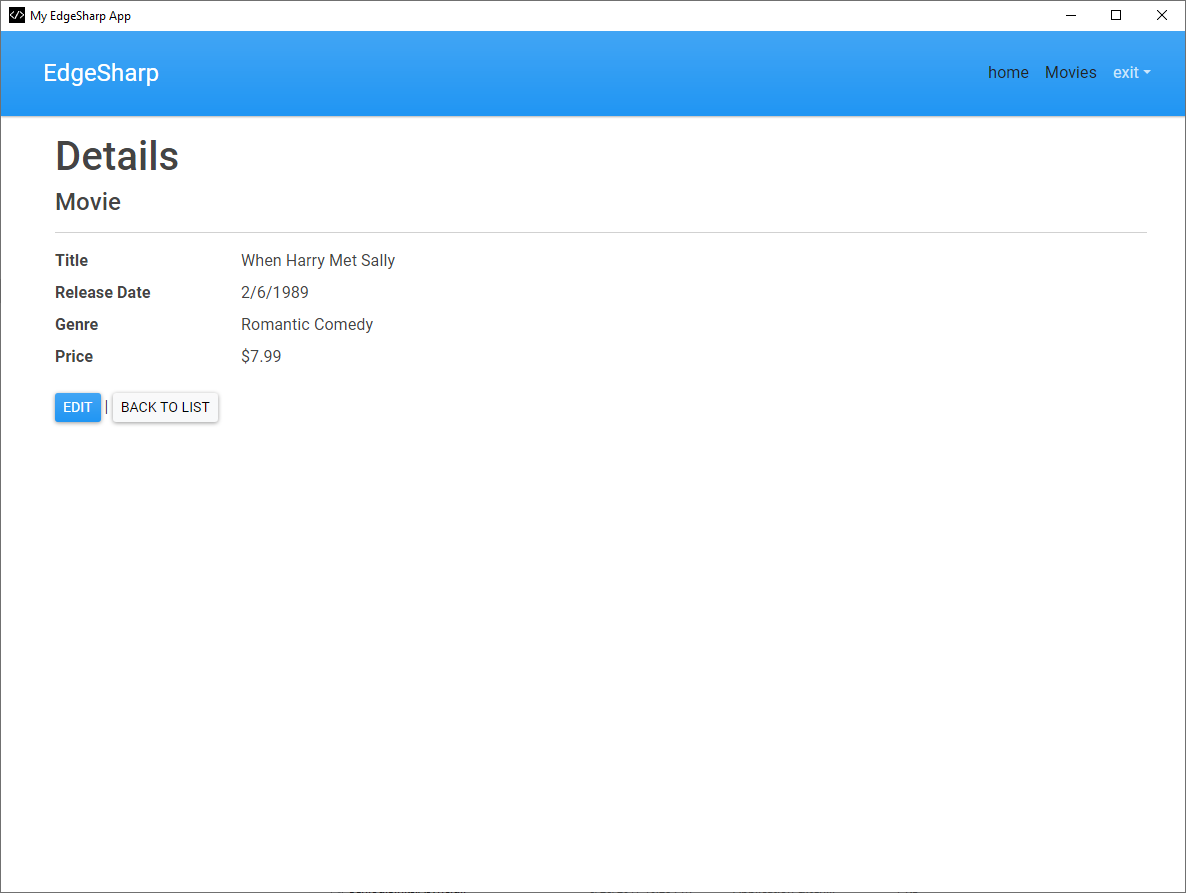 My EdgeSharp App
EdgeSharp home Movies exit
Details
Movie
Title When Harry Met Sally
Release Date 2/6/1989
Genre Romantic Comedy
Price $7.99
EDIT | BACK TO LIST